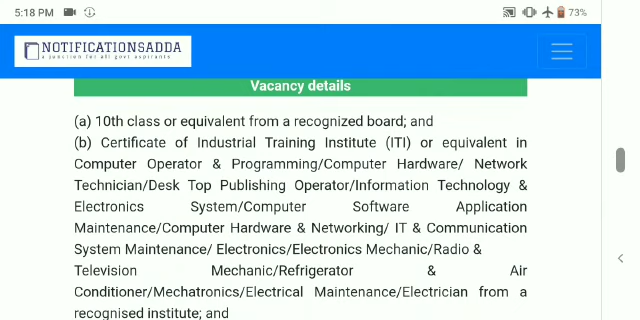 5:18 PM
73%
NOTIFICATIONSADDA
a junction for all govt aspirants
Vacancy details
(a) 10th class or equivalent from a recognized board; and
(b) Certificate of Industrial Training Institute (ITI) or equivalent in
Computer Operator & Programming/Computer Hardware/ Network
Technician/Desk Top Publishing Operator/Information Technology &
Electronics System/Computer Software Application
Maintenance/Computer Hardware & Networking/ IT & Communication
System Maintenance/ Electronics/Electronics Mechanic/Radio &
Television Mechanic/Refrigerator & Air
Conditioner/Mechatronics/Electrical Maintenance/Electrician from a
recognised institute; and